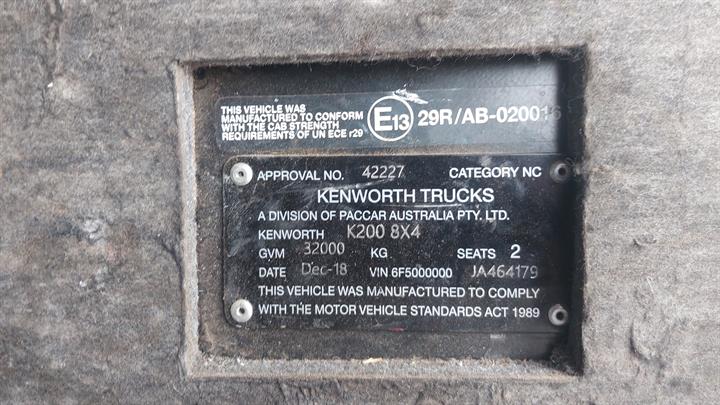 THIS VEHICLE WAS
MANUFACTURED TO CONFORM
WITH THE CAB STRENGTH
REQUIREMENTS OF UN ECE r29
E13 29R/AB-020016
APPROVAL NO. 42227 CATEGORY NC
KENWORTH TRUCKS
A DIVISION OF PACCAR AUSTRALIA PTY. LTD.
KENWORTH K200 8X4
GVM 32000 KG SEATS 2
DATE Dec-18 VIN 6F5000000 JA464179
THIS VEHICLE WAS MANUFACTURED TO COMPLY
WITH THE MOTOR VEHICLE STANDARDS ACT 1989